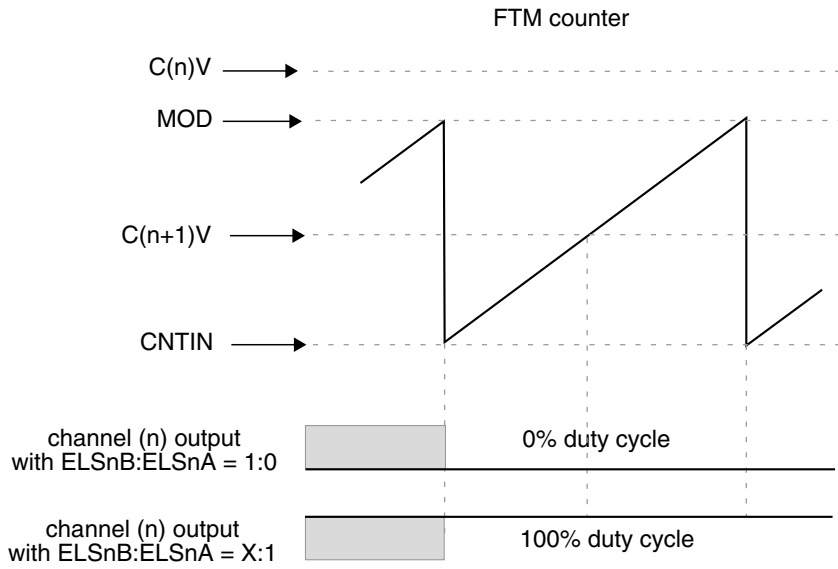 FTM counter
C(n)V
MOD
C(n+1)V
CNTIN
channel (n) output
with ELSnB:ELSnA = 1:0
0% duty cycle
channel (n) output
with ELSnB:ELSnA = X:1
100% duty cycle